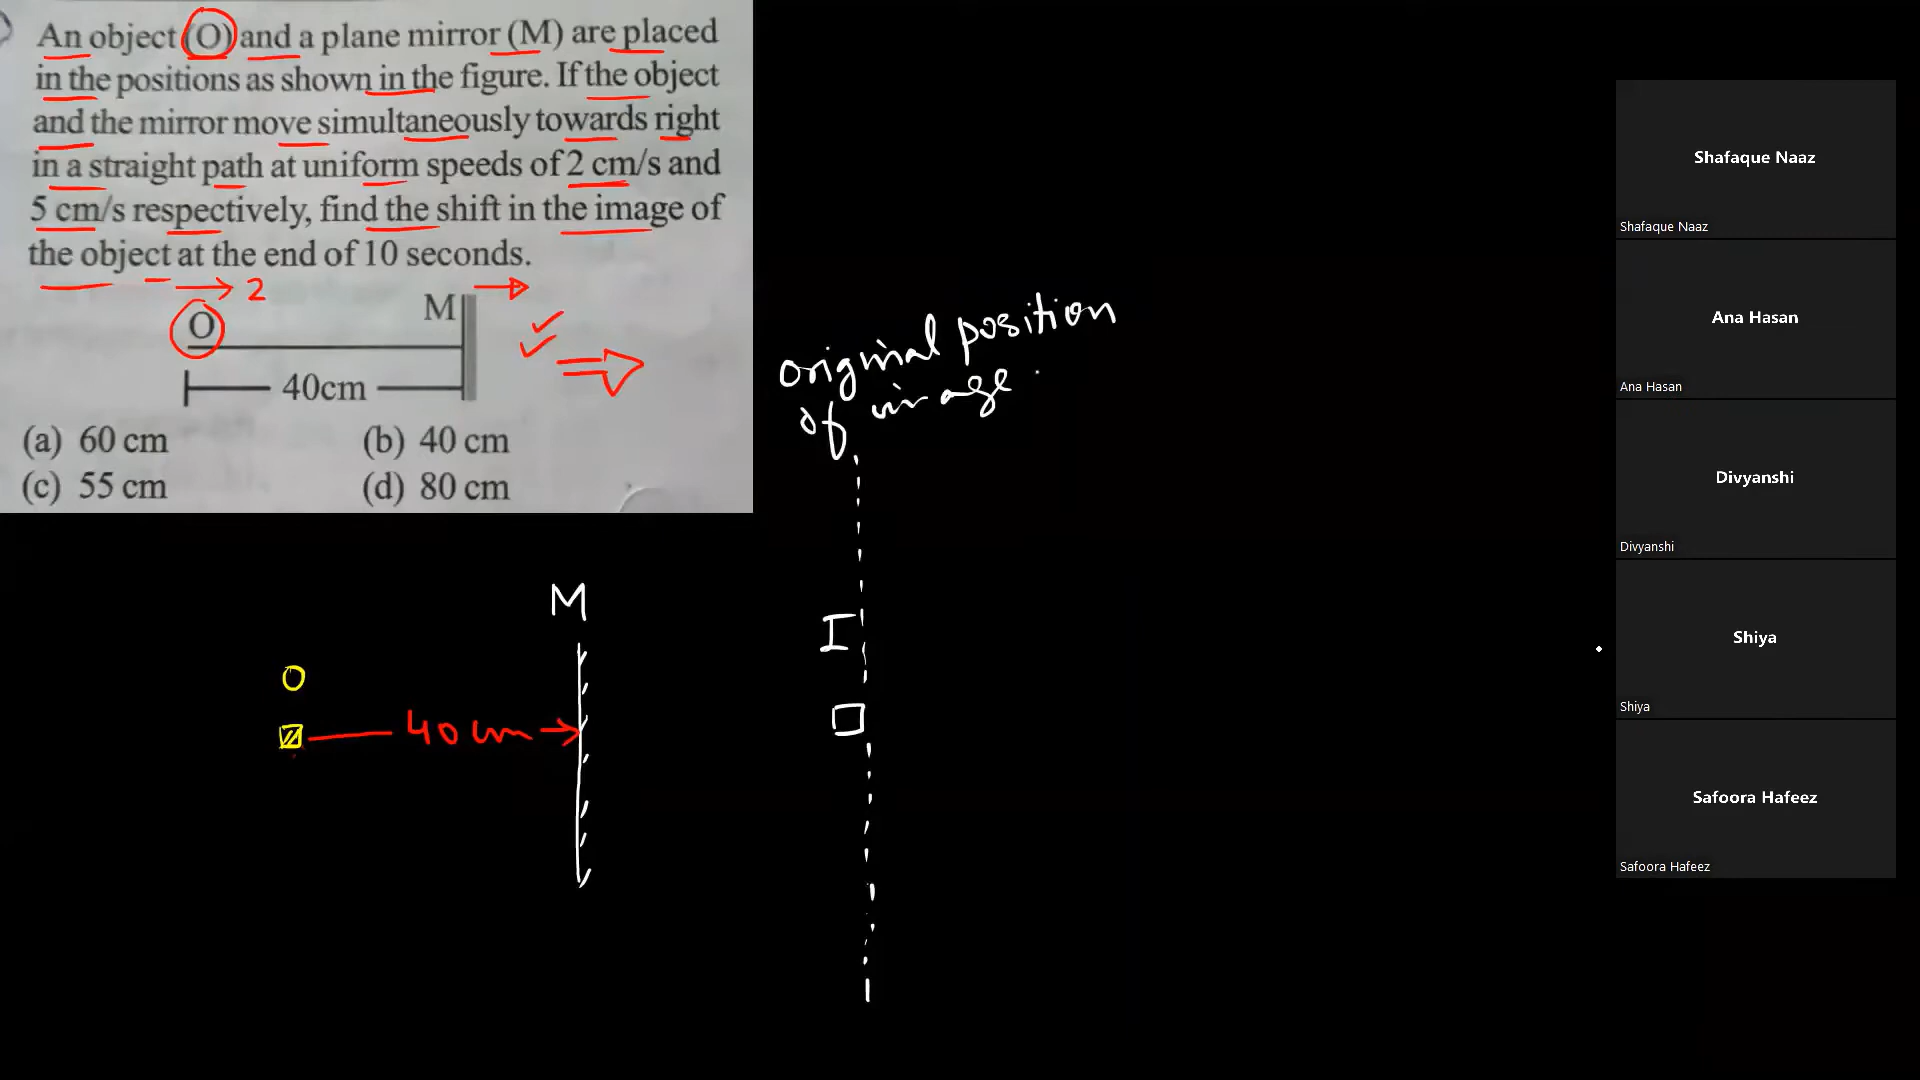 An object (O) and a plane mirror (M) are placed
in the positions as shown in the figure. If the object
and the mirror move simultaneously towards right
in a straight path at uniform speeds of 2 cm/s and
5 cm/s respectively, find the shift in the image of
the object at the end of 10 seconds.
2
O
M
40cm
(a) 60 cm (b) 40 cm
(c) 55 cm (d) 80 cm
original position
of image.
M
I
O
40 cm
Shafaque Naaz
Shafaque Naaz
Ana Hasan
Ana Hasan
Divyanshi
Divyanshi
Shiya
Shiya
Safoora Hafeez
Safoora Hafeez